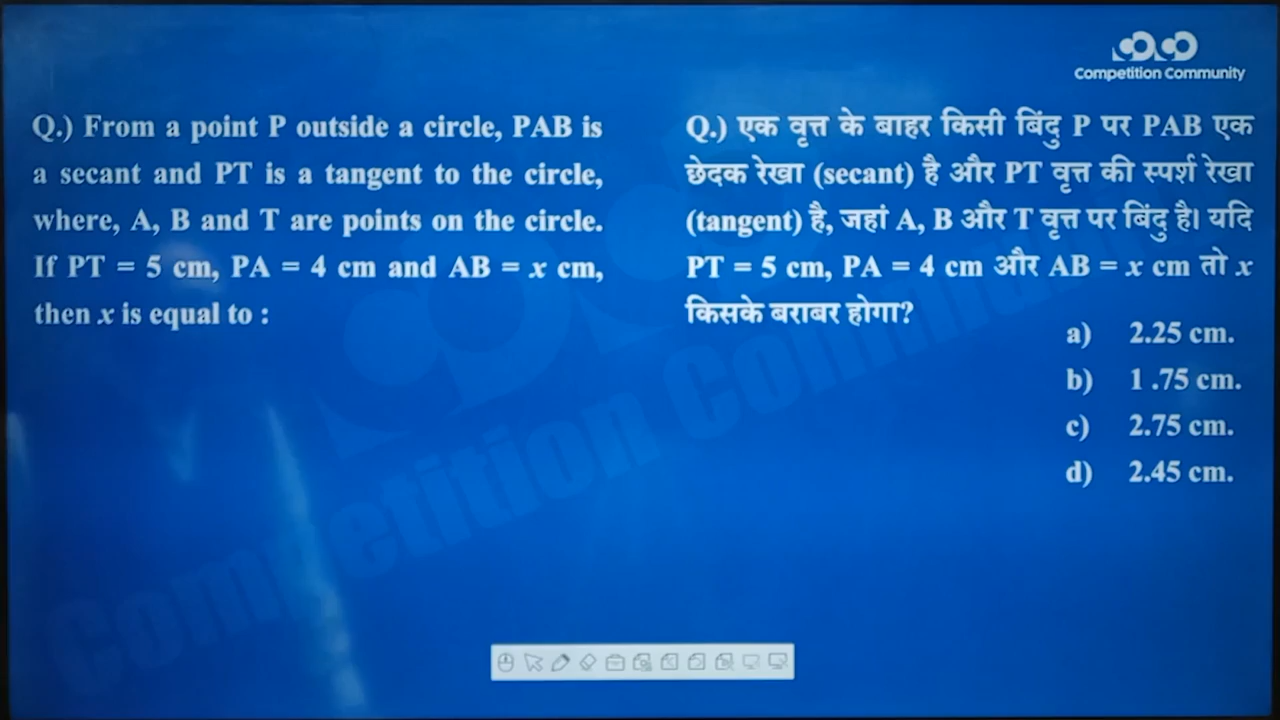 Competition Community
Q.) From a point P outside a circle, PAB is
a secant and PT is a tangent to the circle,
where, A, B and T are points on the circle.
If PT = 5 cm, PA = 4 cm and AB = x cm,
then x is equal to :
Q.) एक वृत्त के बाहर किसी बिंदु P पर PAB एक
छेदक रेखा (secant) है और PT वृत्त की स्पर्श रेखा
(tangent) है, जहां A, B और T वृत्त पर बिंदु है। यदि
PT = 5 cm, PA = 4 cm और AB = x cm तो x
किसके बराबर होगा?
a) 2.25 cm.
b) 1 .75 cm.
c) 2.75 cm.
d) 2.45 cm.
Competition Community